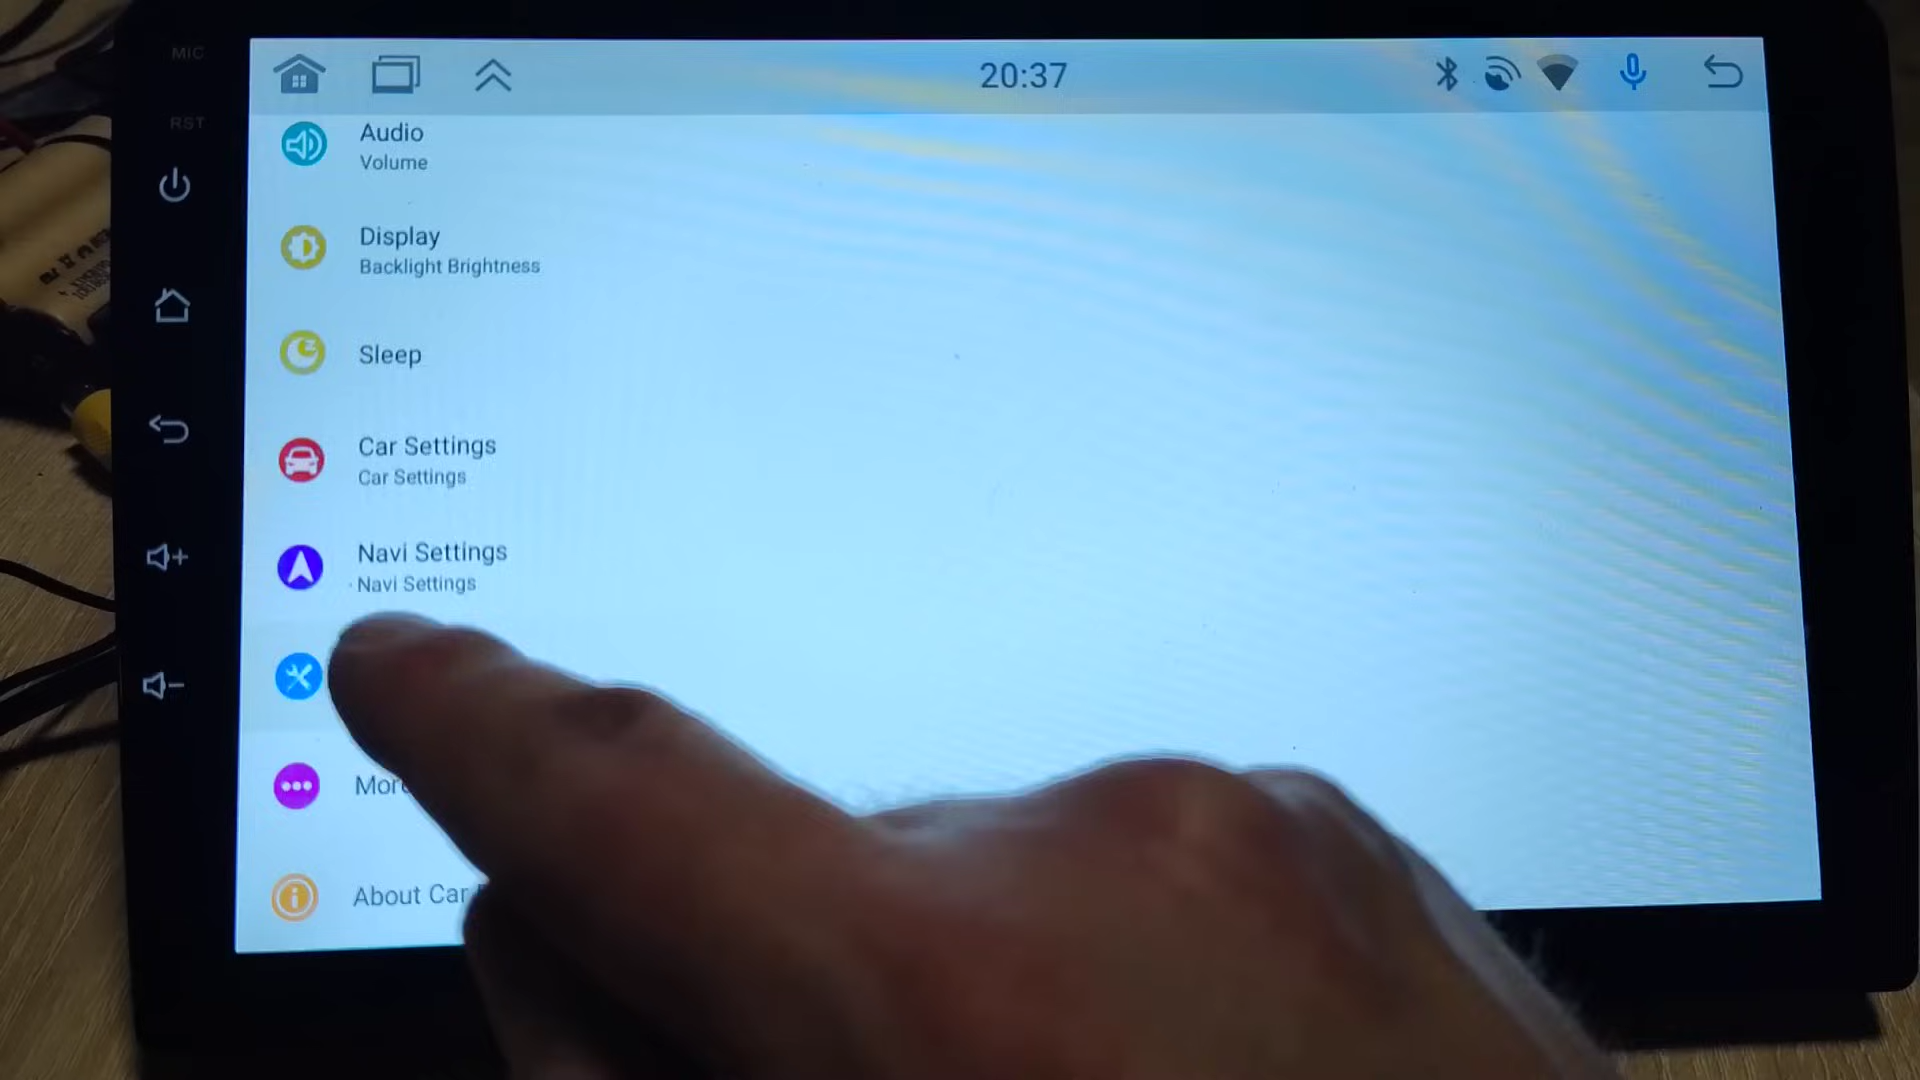 MIC
20:37
RST
Audio
Volume
Display
Backlight Brightness
Sleep
Car Settings
Car Settings
Navi Settings
Navi Settings
More
About Car